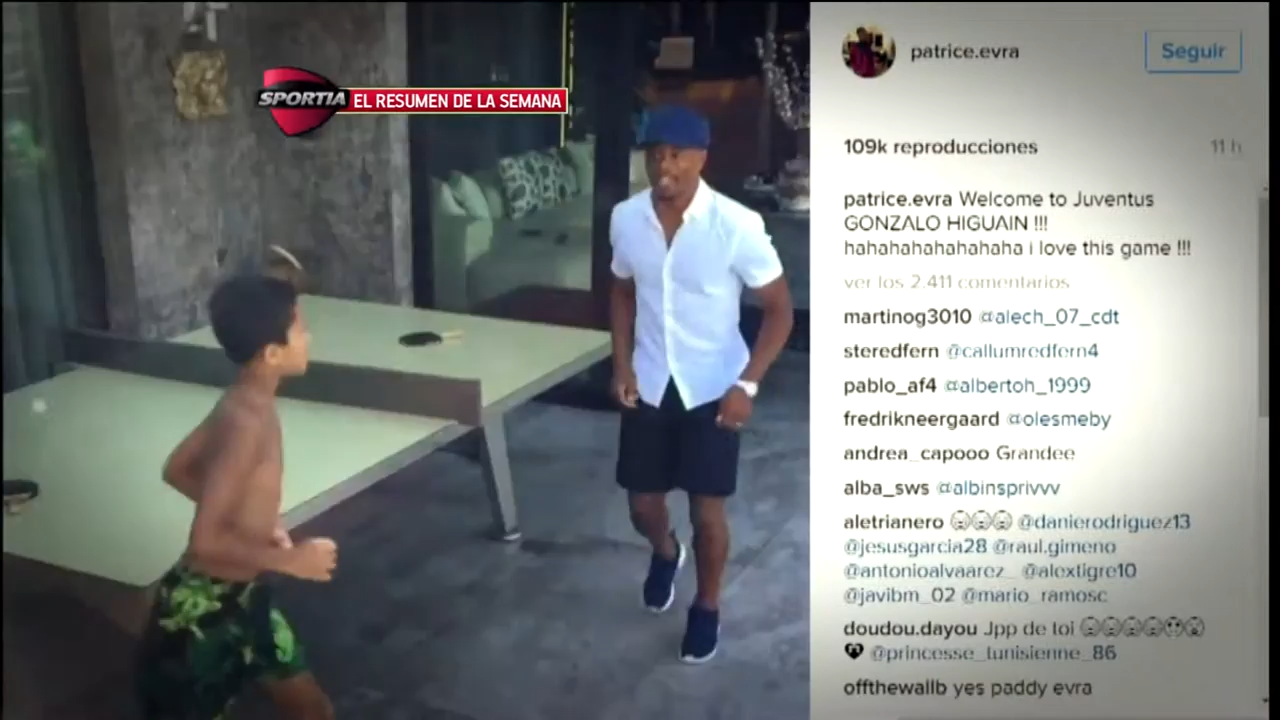 SPORTIA EL RESUMEN DE LA SEMANA
patrice.evra
Seguir
109k reproducciones
11 h
patrice.evra Welcome to Juventus
GONZALO HIGUAIN !!!
hahahahahahahaha i love this game !!!
ver los 2.411 comentarios
martinog3010 @alech_07_cdt
steredfern @callumredfern4
pablo_af4 @albertoh_1999
fredrikneergaard @olesmeby
andrea_capooo Grandee
alba_sws @albinsprivvv
aletrianero @danierodriguez13
@jesusgarcia28 @raul.gimeno
@antonioalvaarez_ @alextigre10
@javibm_02 @mario_ramosc
doudou.dayou Jpp de toi
@princesse_tunisienne_86
offthewallb yes paddy evra